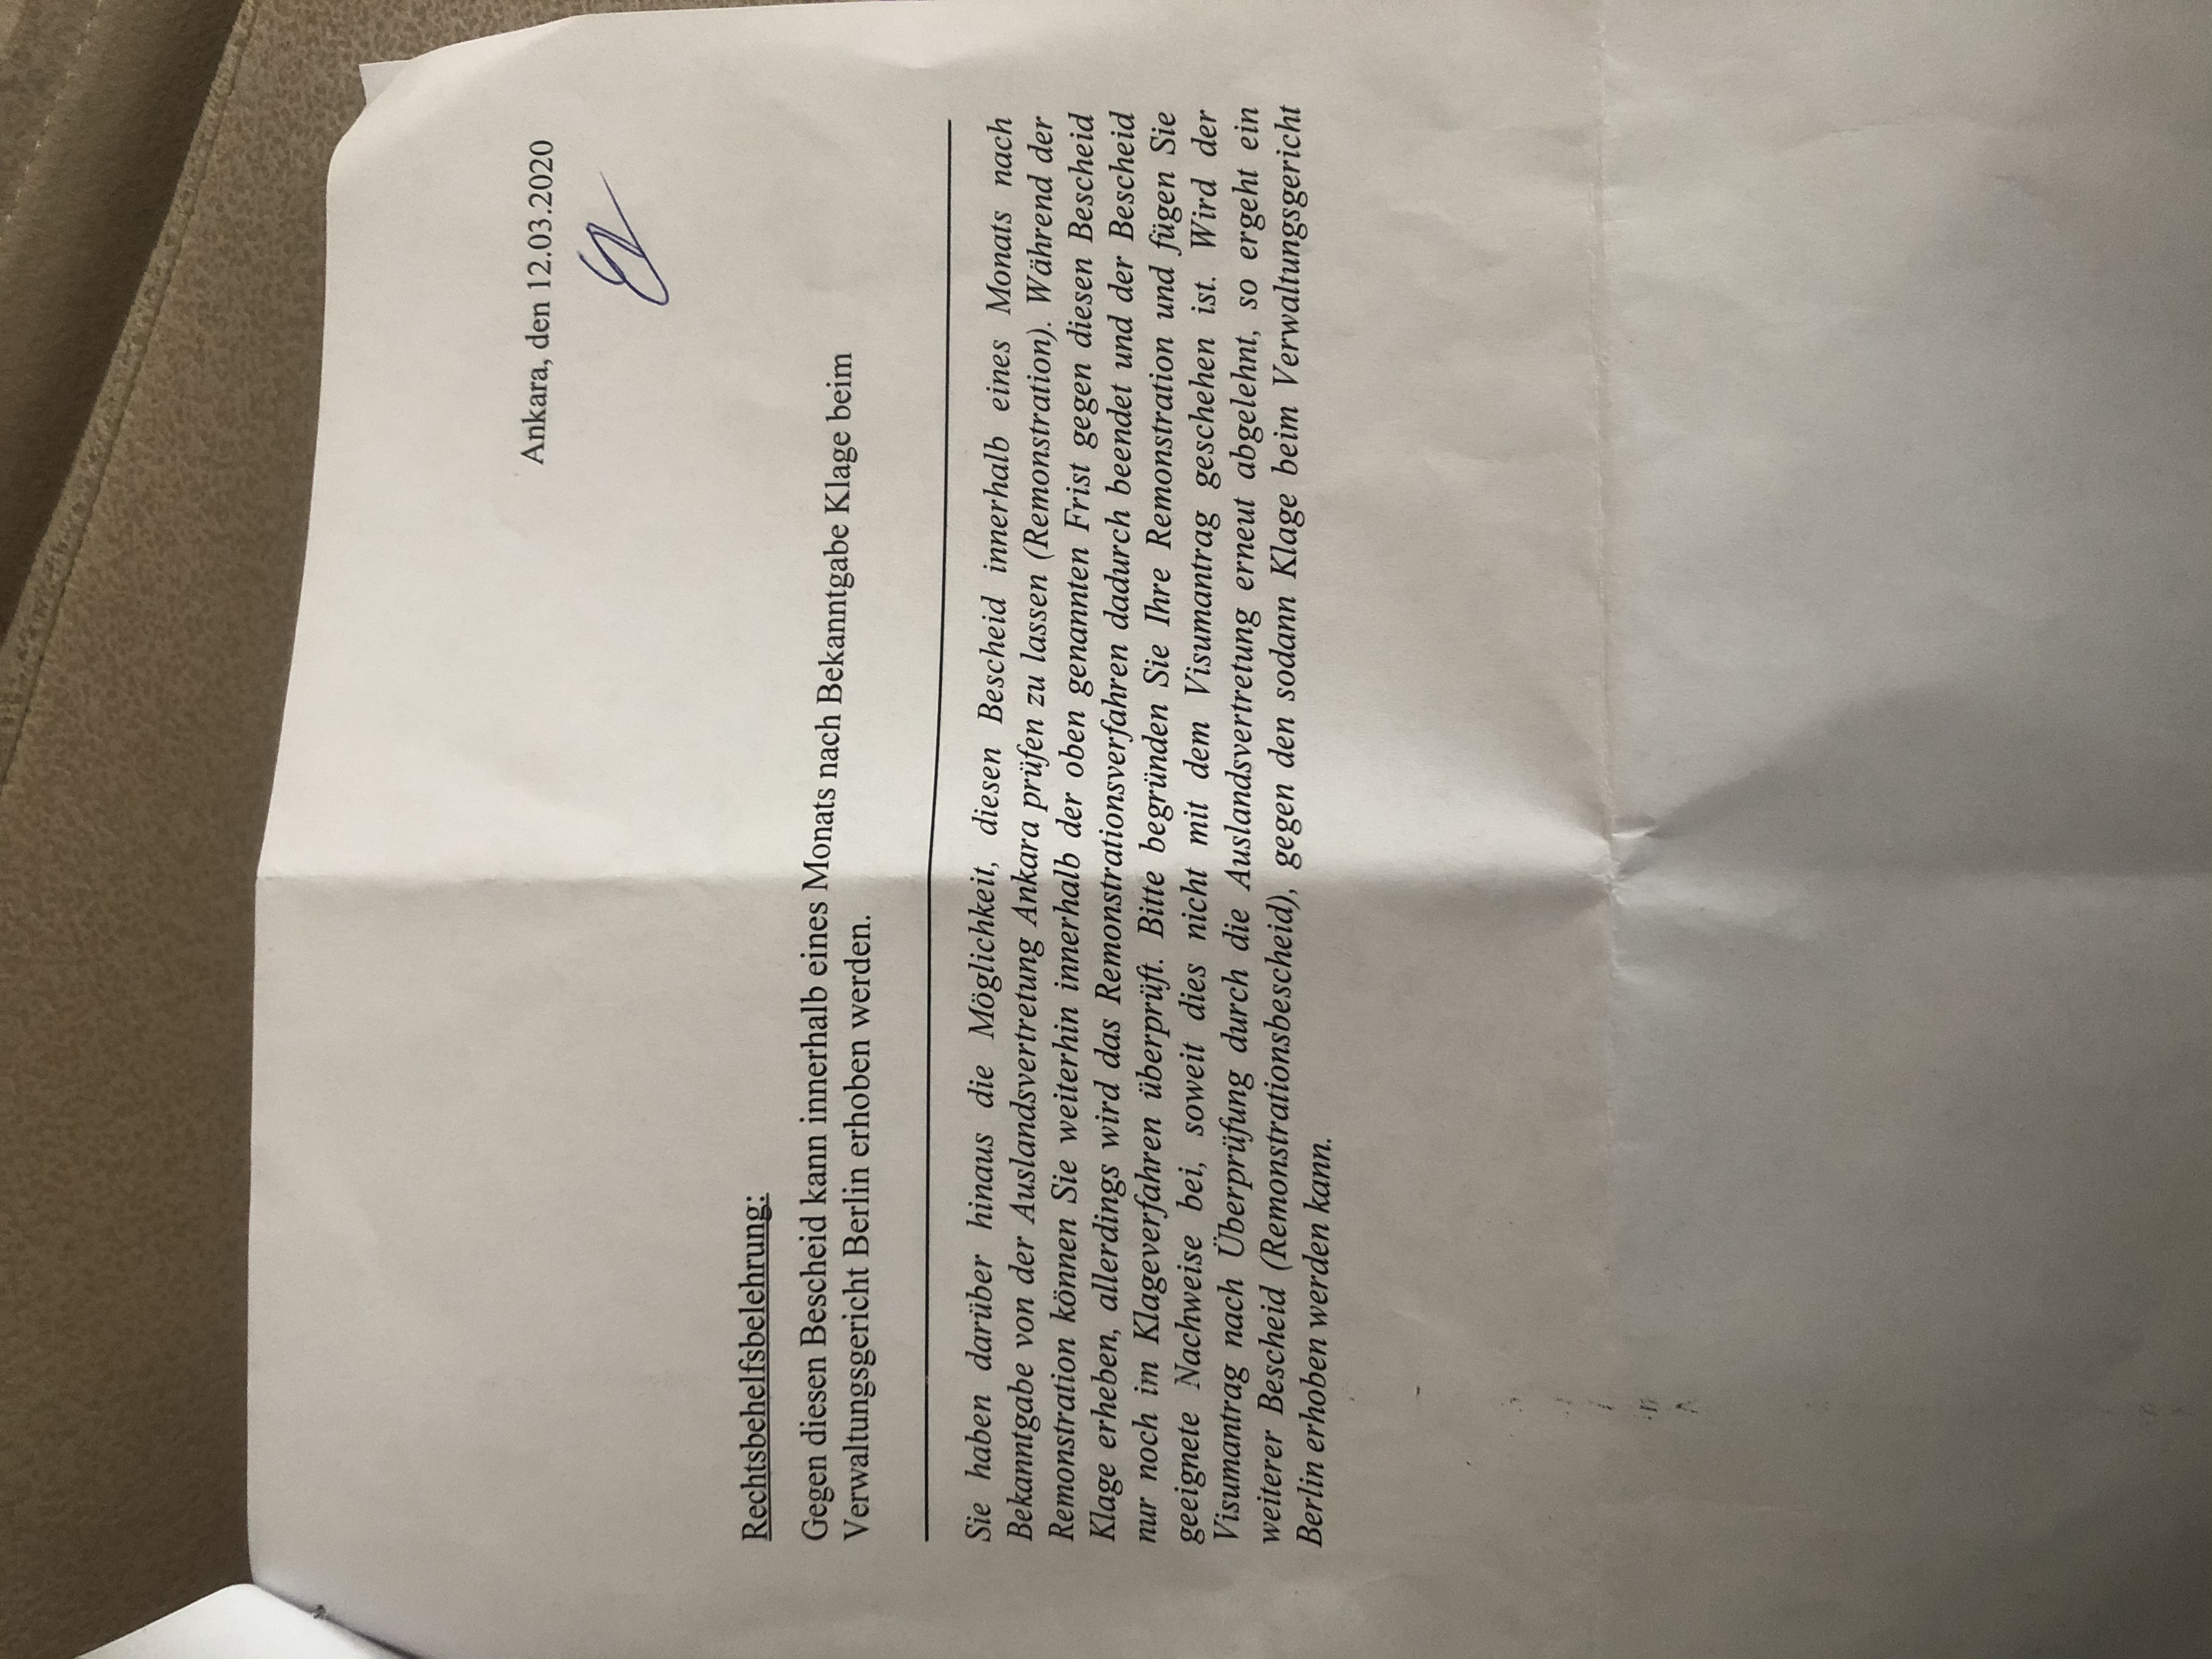 Ankara, den 12.03.2020
Rechtsbehelfsbelehrung:
Gegen diesen Bescheid kann innerhalb eines Monats nach Bekanntgabe Klage beim
Verwaltungsgericht Berlin erhoben werden.
Sie haben darüber hinaus die Möglichkeit, diesen Bescheid innerhalb eines Monats nach
Bekanntgabe von der Auslandsvertretung Ankara prüfen zu lassen (Remonstration). Während der
Remonstration können Sie weiterhin innerhalb der oben genannten Frist gegen diesen Bescheid
Klage erheben, allerdings wird das Remonstrationsverfahren dadurch beendet und der Bescheid
nur noch im Klageverfahren überprüft. Bitte begründen Sie Ihre Remonstration und fügen Sie
geeignete Nachweise bei, soweit dies nicht mit dem Visumantrag geschehen ist. Wird der
Visumantrag nach Überprüfung durch die Auslandsvertretung erneut abgelehnt, so ergeht ein
weiterer Bescheid (Remonstrationsbescheid), gegen den sodann Klage beim Verwaltungsgericht
Berlin erhoben werden kann.